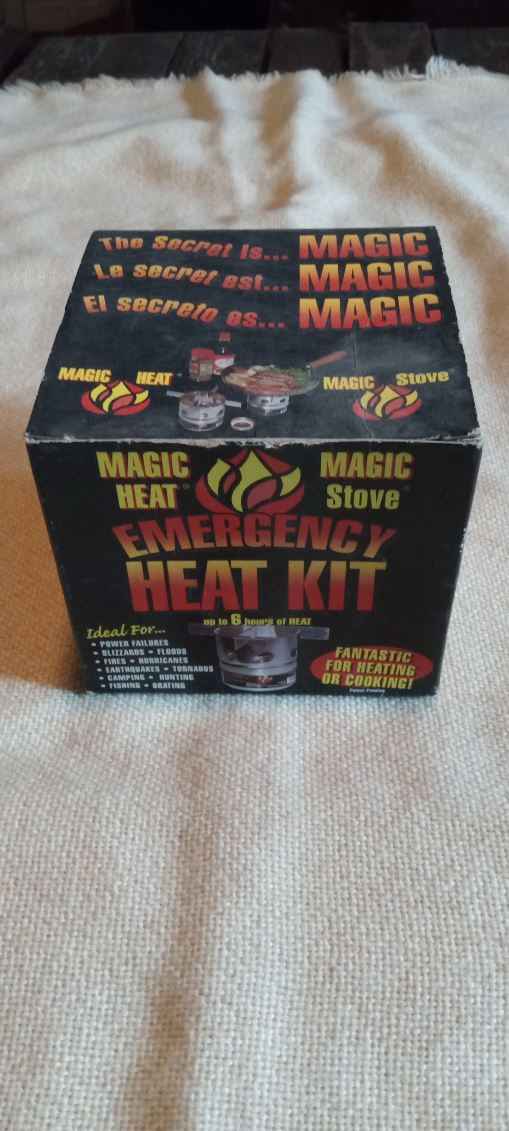 The Secret Is... MAGIC
Le secret est... MAGIC
El secreto es... MAGIC
MAGIC HEAT®
MAGIC Stove®
MAGIC
HEAT®
MAGIC
Stove®
EMERGENCY
HEAT KIT
up to 6 hours of HEAT
Ideal For...
• POWER FAILURES
• BLIZZARDS • FLOODS
• FIRES • HURRICANES
• EARTHQUAKES • TORNADOS
• CAMPING • HUNTING
• FISHING • BOATING
FANTASTIC
FOR HEATING
OR COOKING!
Patent Pending